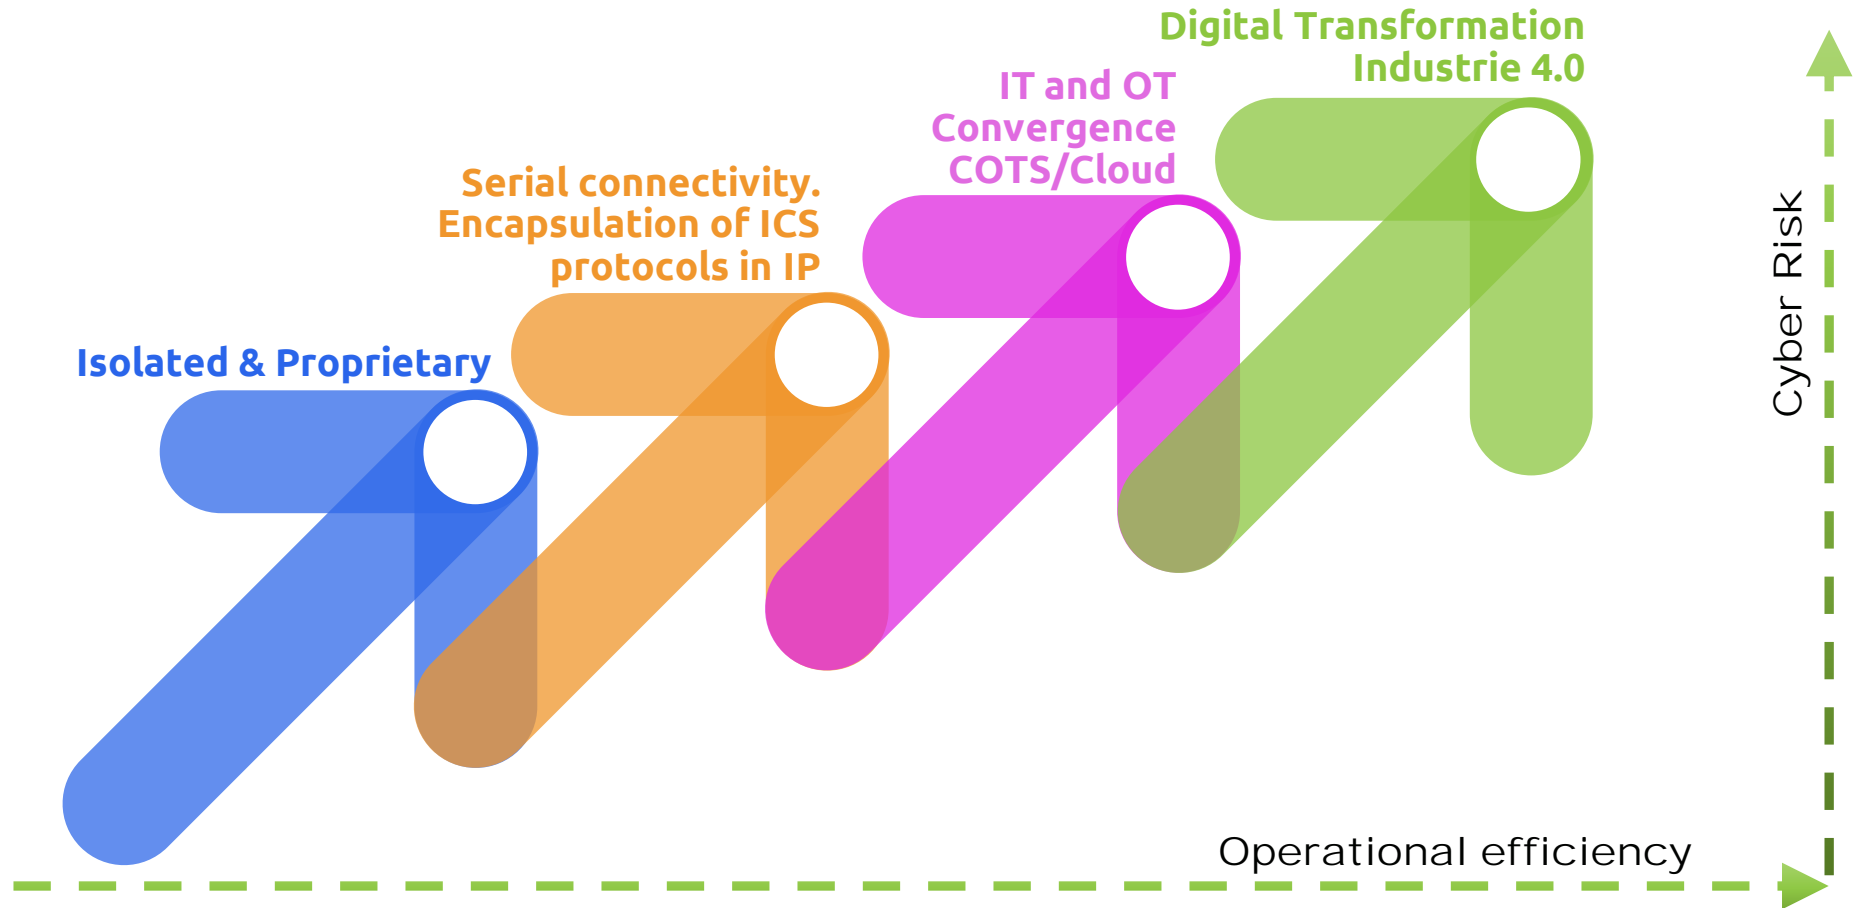 Digital Transformation
Industrie 4.0
IT and OT
Convergence
COTS/Cloud
Serial connectivity.
Encapsulation of ICS
protocols in IP
Isolated & Proprietary
Cyber Risk
Operational efficiency